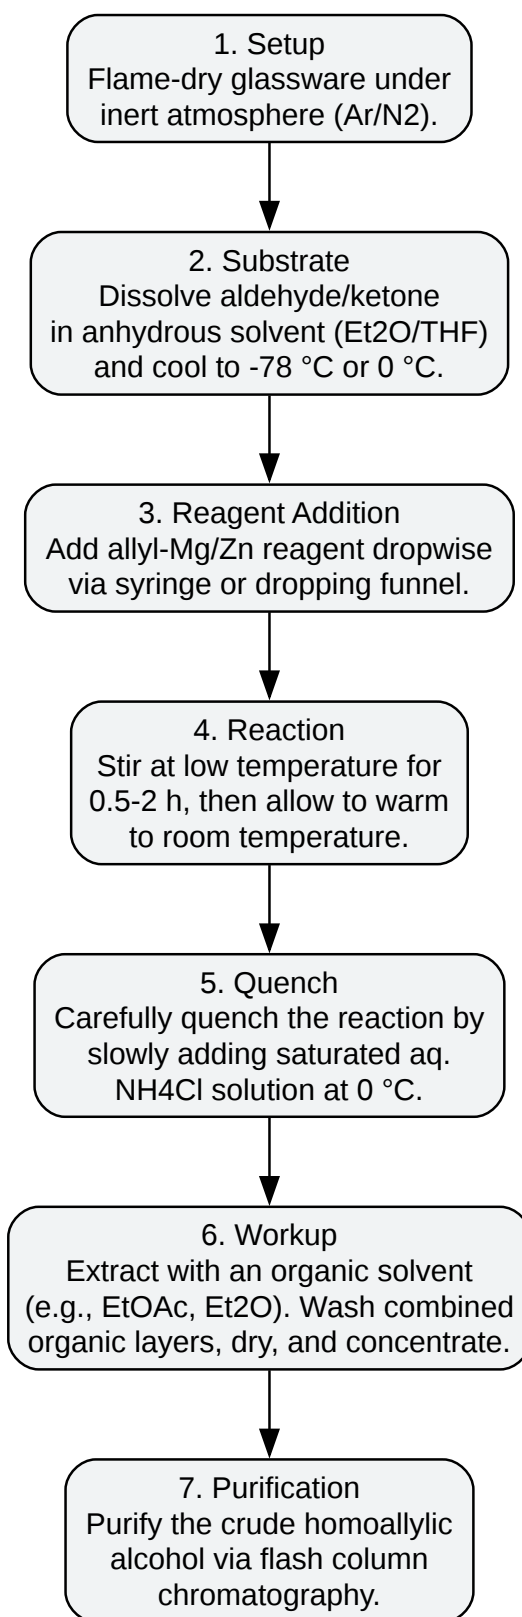 1. Setup
Flame-dry glassware under
inert atmosphere (Ar/N2).
2. Substrate
Dissolve aldehyde/ketone
in anhydrous solvent (Et2O/THF)
and cool to -78 °C or 0 °C.
3. Reagent Addition
Add allyl-Mg/Zn reagent dropwise
via syringe or dropping funnel.
4. Reaction
Stir at low temperature for
0.5-2 h, then allow to warm
to room temperature.
5. Quench
Carefully quench the reaction by
slowly adding saturated aq.
NH4Cl solution at 0 °C.
6. Workup
Extract with an organic solvent
(e.g., EtOAc, Et2O). Wash combined
organic layers, dry, and concentrate.
7. Purification
Purify the crude homoallylic
alcohol via flash column
chromatography.